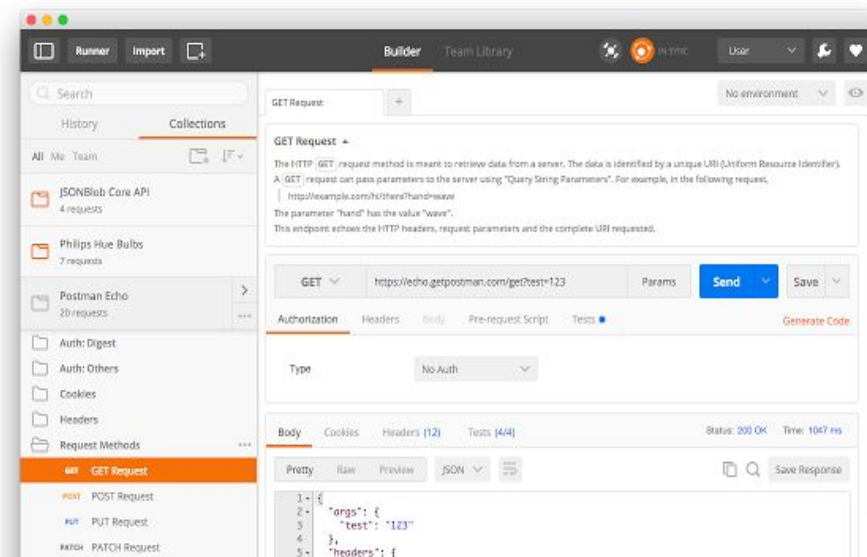 Runner Import Builder Team Library IN SYNC User
Search
History Collections
All Me Team
JSONBlob Core API
4 requests
Philips Hue Bulbs
7 requests
Postman Echo
20 requests
Auth: Digest
Auth: Others
Cookies
Headers
Request Methods
GET GET Request
POST POST Request
PUT PUT Request
PATCH PATCH Request
GET Request + No environment
GET Request
The HTTP GET request method is meant to retrieve data from a server. The data is identified by a unique URI (Uniform Resource Identifier).
A GET request can pass parameters to the server using "Query String Parameters". For example, in the following request,
http://example.com/hi/there?hand=wave
The parameter "hand" has the value "wave".
This endpoint echoes the HTTP headers, request parameters and the complete URI requested.
GET https://echo.getpostman.com/get?test=123 Params Send Save
Authorization Headers Body Pre-request Script Tests Generate Code
Type No Auth
Body Cookies Headers (12) Tests (4/4) Status: 200 OK Time: 1047 ms
Pretty Raw Preview JSON Save Response
1 {
2 "args": {
3 "test": "123"
4 },
5 "headers": {